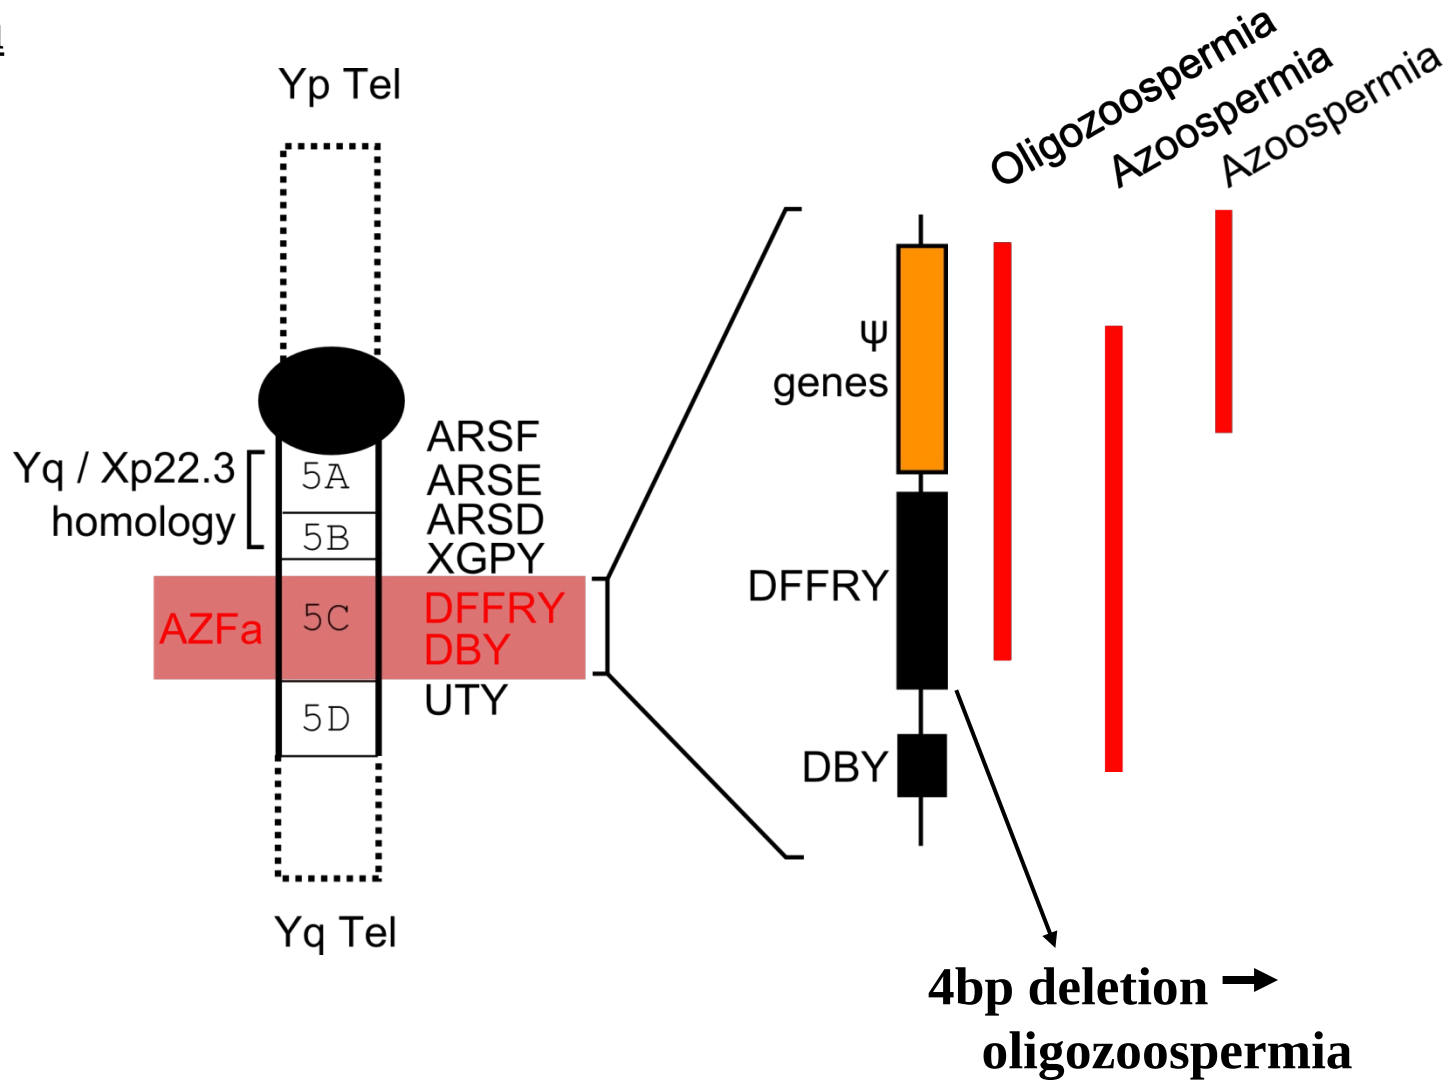 Yp Tel
Oligozoospermia
Azoospermia
Azoospermia
Yq / Xp22.3
homology
5A
5B
5C
5D
ARSF
ARSE
ARSD
XGPY
AZFa
DFFRY
DBY
UTY
Yq Tel
ψ
genes
DFFRY
DBY
4bp deletion
oligozoospermia